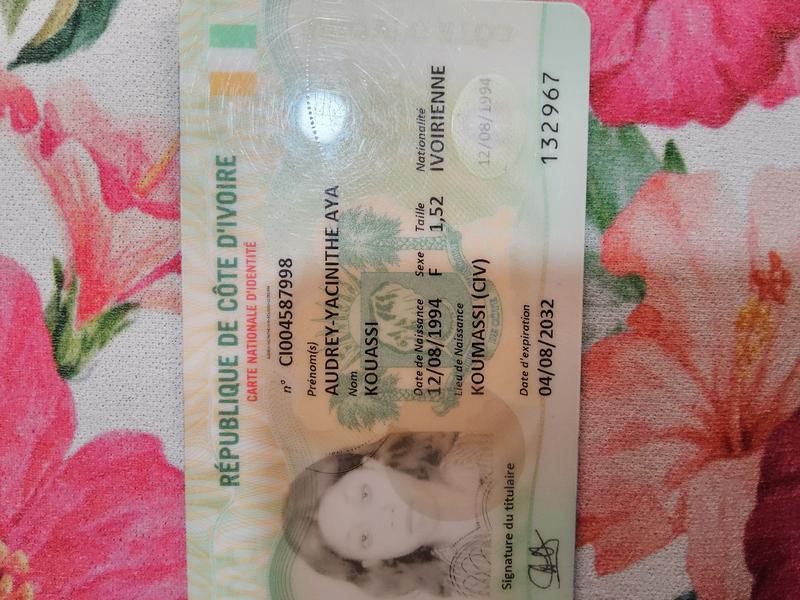 RÉPUBLIQUE DE CÔTE D'IVOIRE
CARTE NATIONALE D'IDENTITÉ
n° CI004587998
Prénom(s)
AUDREY-YACINITHE AYA
Nom
KOUASSI
Date de Naissance Sexe Taille Nationalité
12/08/1994 F 1,52 IVOIRIENNE
Lieu de Naissance
KOUMASSI (CIV)
12/08/1994
Signature du titulaire
Date d'expiration
04/08/2032
132967